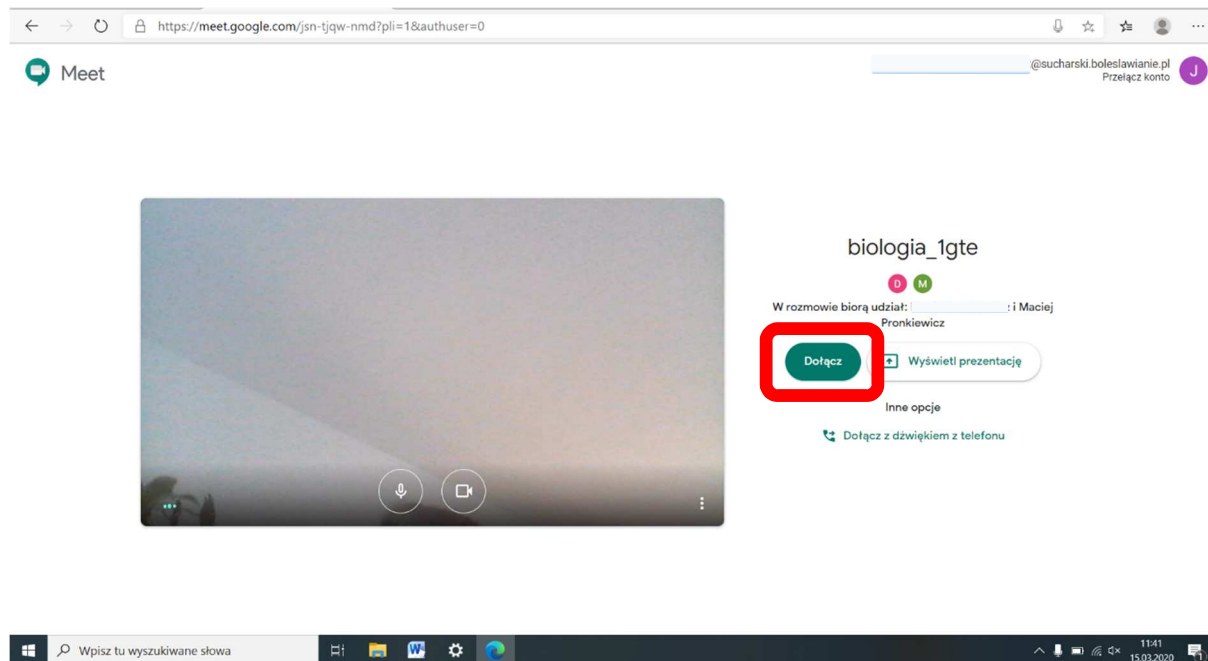 https://meet.google.com/jsn-tjqw-nmd?pli=1&authuser=0
Meet
@sucharski.boleslawianie.pl
Przełącz konto
J
biologia_1gte
D M
W rozmowie biorą udział: i Maciej
Pronkiewicz
Dołącz
Wyświetl prezentację
Inne opcje
Dołącz z dźwiękiem z telefonu
Wpisz tu wyszukiwane słowa
W
11:41
15.03.2020
1